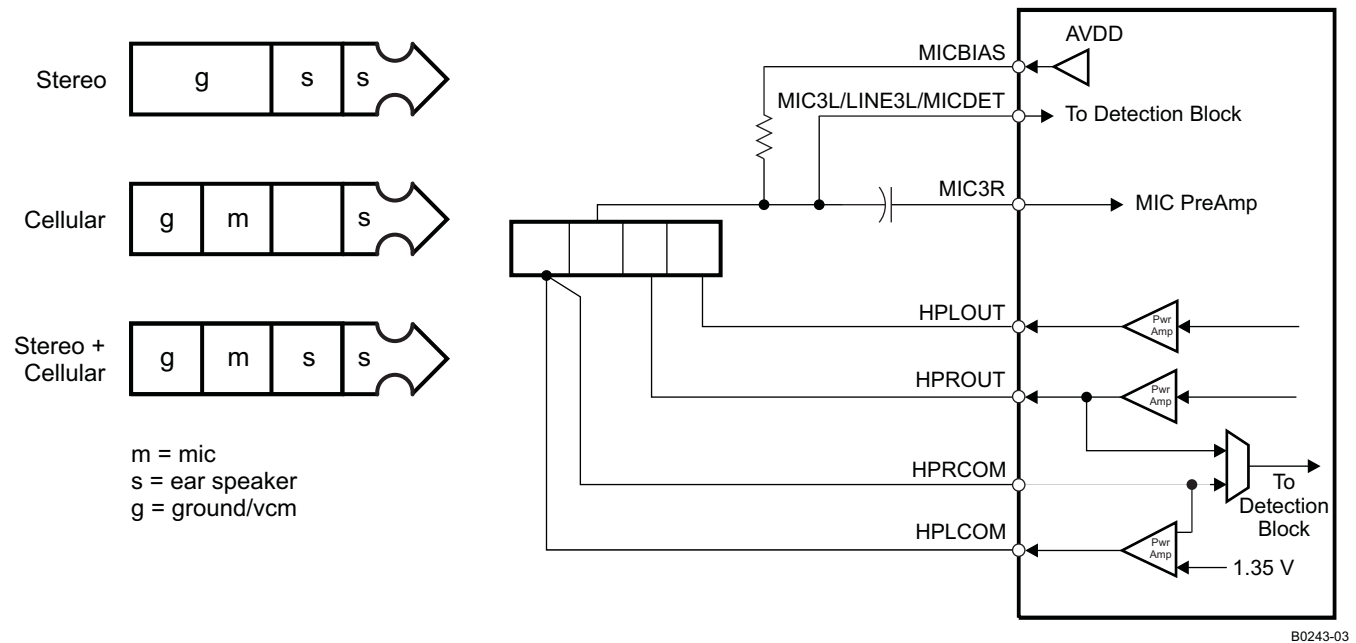 Stereo
g s s
Cellular
g m s
Stereo +
Cellular
g m s s
m = mic
s = ear speaker
g = ground/vcm
AVDD
MICBIAS
MIC3L/LINE3L/MICDET
To Detection Block
MIC3R
MIC PreAmp
HPLOUT
Pwr
Amp
HPROUT
Pwr
Amp
HPRCOM
To
Detection
Block
HPLCOM
Pwr
Amp
1.35 V
B0243-03